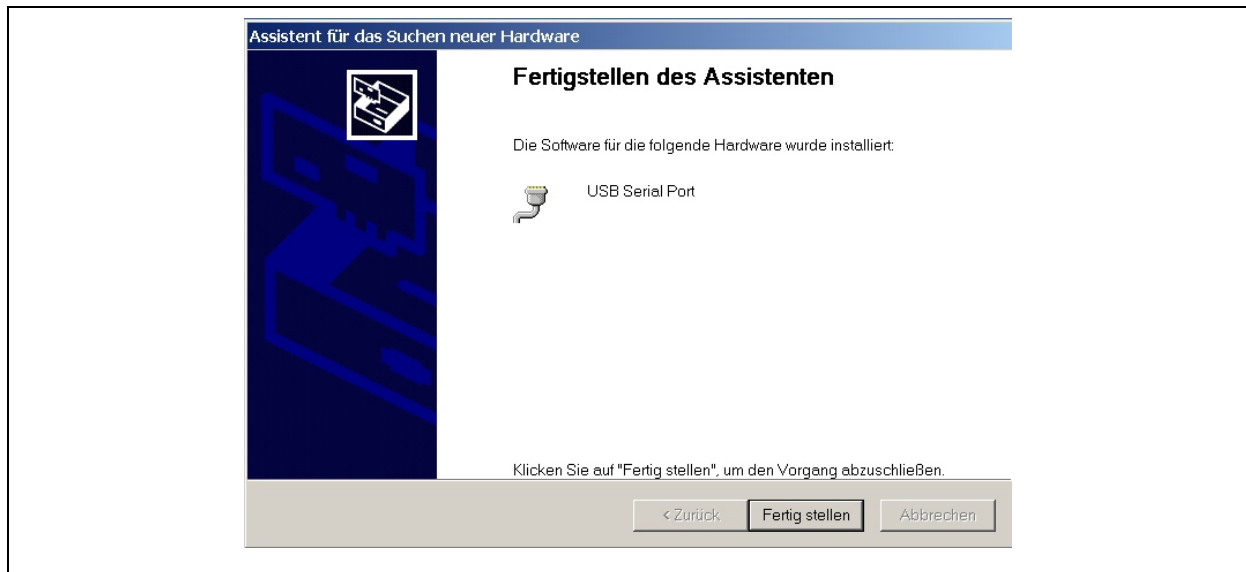 Assistent für das Suchen neuer Hardware
Fertigstellen des Assistenten
Die Software für die folgende Hardware wurde installiert:
USB Serial Port
Klicken Sie auf "Fertig stellen", um den Vorgang abzuschließen.
< Zurück
Fertig stellen
Abbrechen